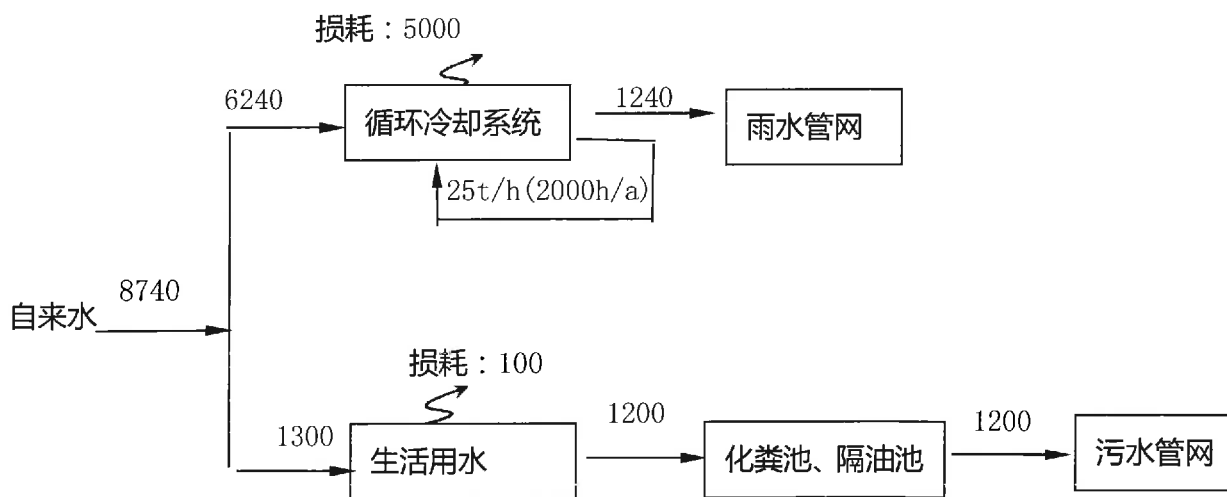 损耗：5000
6240
循环冷却系统
1240
雨水管网
25t/h(2000h/a)
自来水
8740
损耗：100
1300
生活用水
1200
化粪池、隔油池
1200
污水管网